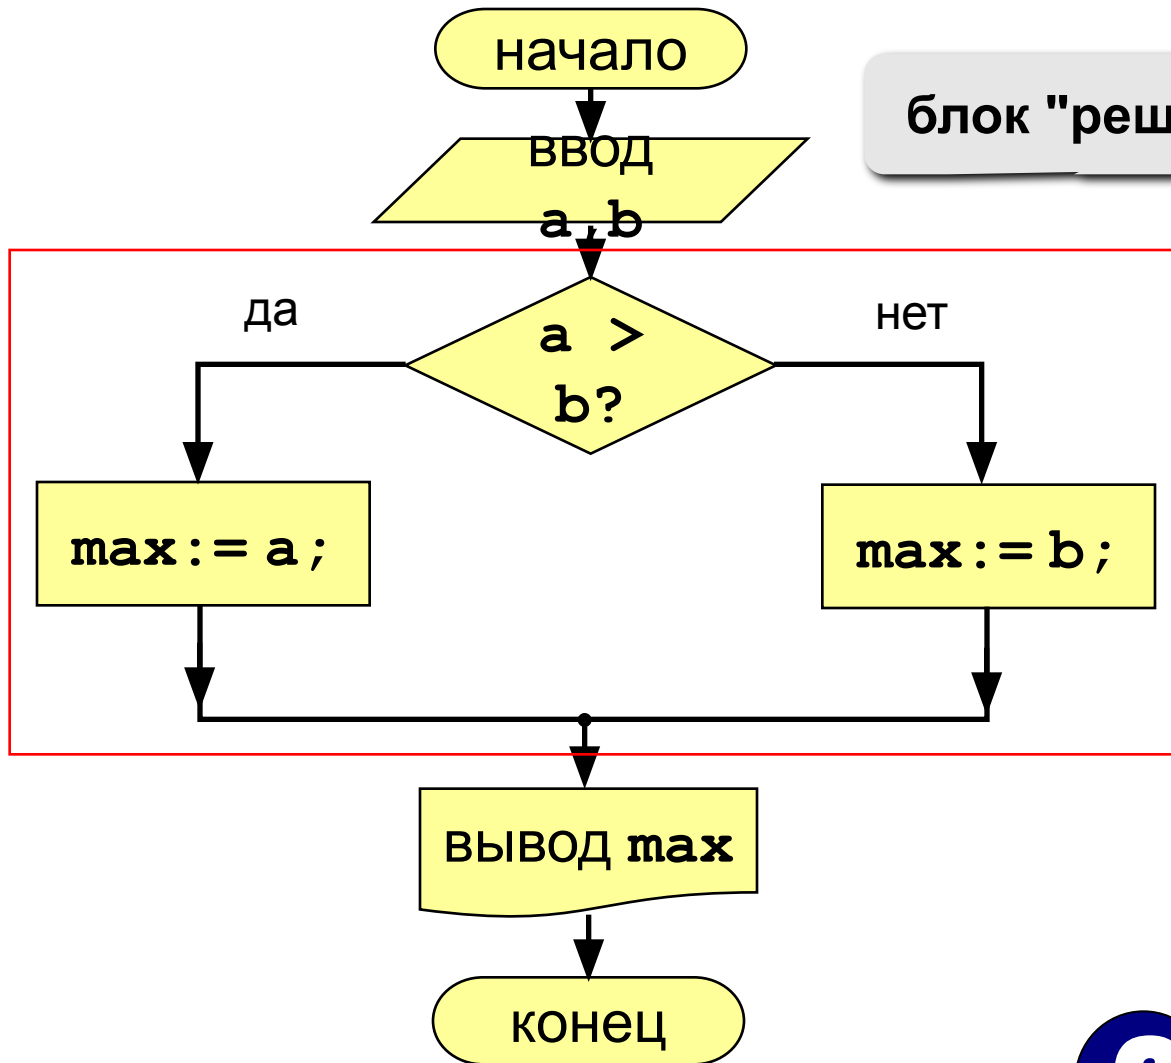 начало
блок "реш
ввод
a,b
да
нет
a >
b?
max:= a;
max:= b;
вывод max
конец